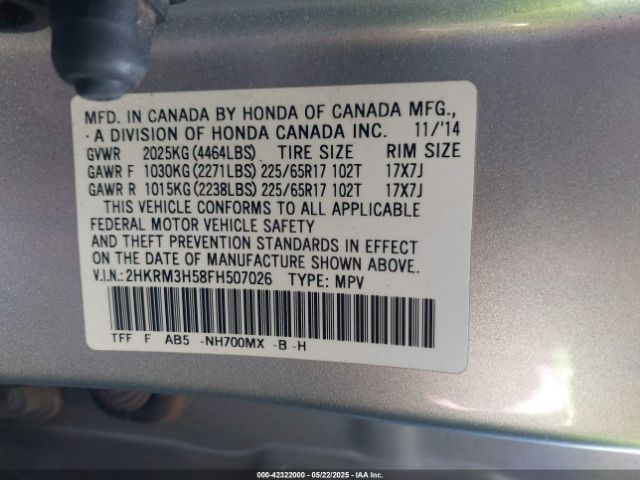 MFD. IN CANADA BY HONDA OF CANADA MFG.,
A DIVISION OF HONDA CANADA INC. 11/'14
GVWR 2025KG (4464LBS) TIRE SIZE RIM SIZE
GAWR F 1030KG (2271LBS) 225/65R17 102T 17X7J
GAWR R 1015KG (2238LBS) 225/65R17 102T 17X7J
THIS VEHICLE CONFORMS TO ALL APPLICABLE
FEDERAL MOTOR VEHICLE SAFETY
AND THEFT PREVENTION STANDARDS IN EFFECT
ON THE DATE OF MANUFACTURE SHOWN ABOVE.
V.I.N.: 2HKRM3H58FH507026 TYPE: MPV
TFF F AB5 -NH700MX -B -H
000-42322000 - 05/22/2025 - IAA Inc.